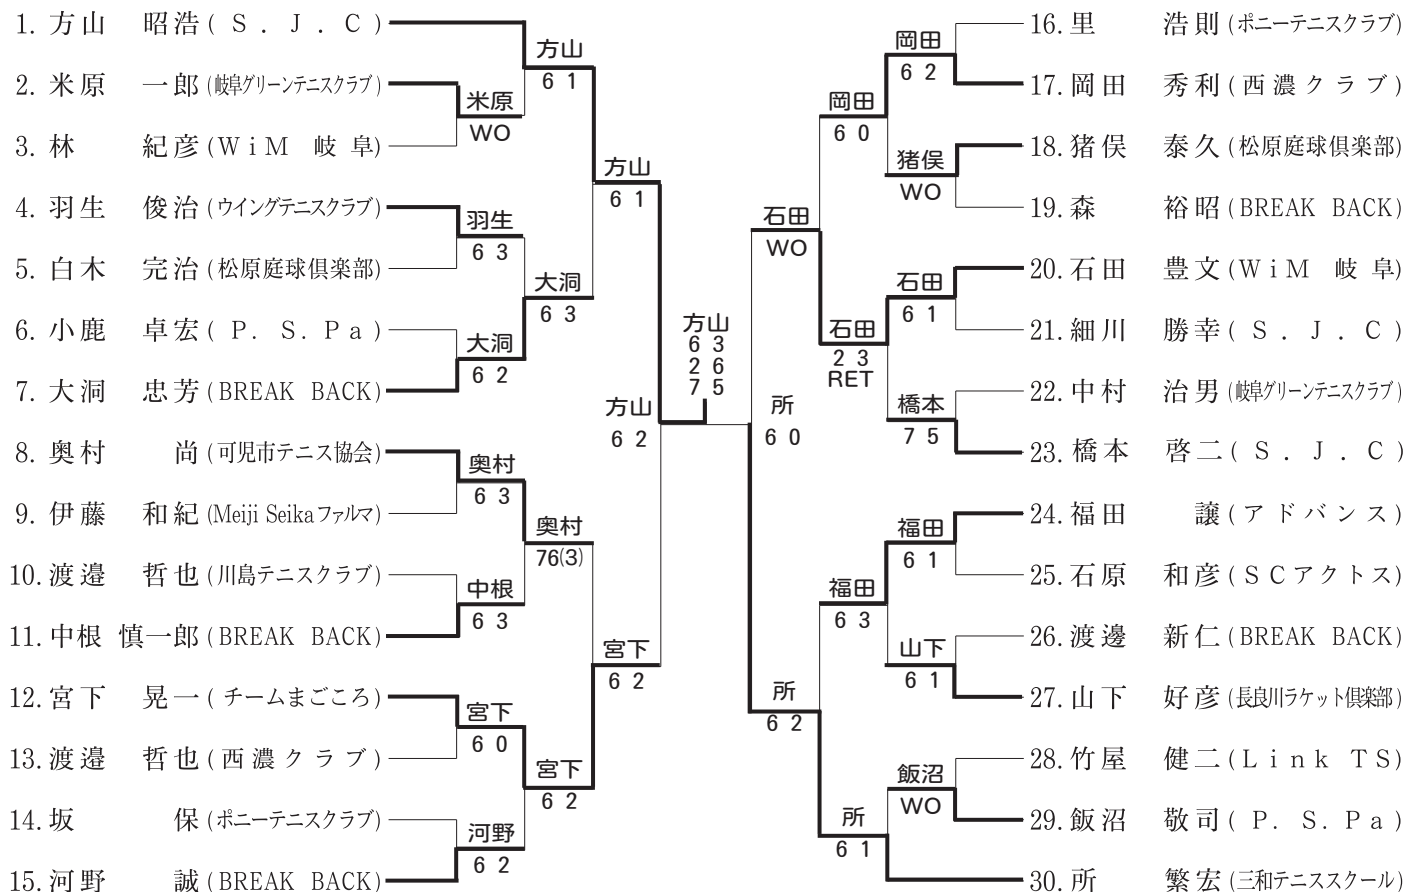 1. 方山 昭浩 (S . J . C)
2. 米原 一郎 (岐阜グリーンテニスクラブ)
3. 林 紀彦 (WiM 岐 阜)
4. 羽生 俊治 (ウイングテニスクラブ)
5. 白木 完治 (松原庭球倶楽部)
6. 小鹿 卓宏 (P. S. Pa)
7. 大洞 忠芳 (BREAK BACK)
8. 奥村 尚 (可児市テニス協会)
9. 伊藤 和紀 (Meiji Seikaファルマ)
10. 渡邉 哲也 (川島テニスクラブ)
11. 中根 慎一郎 (BREAK BACK)
12. 宮下 晃一 (チームまごころ)
13. 渡邉 哲也 (西濃クラブ)
14. 坂 保 (ポニーテニスクラブ)
15. 河野 誠 (BREAK BACK)
米原
WO
羽生
6 3
大洞
6 2
奥村
6 3
中根
6 3
宮下
6 0
河野
6 2
方山
6 1
大洞
6 3
奥村
76(3)
宮下
6 2
方山
6 1
宮下
6 2
方山
6 2
方山
6 3
2 6
7 5
所
6 0
石田
WO
所
6 2
岡田
6 0
石田
2 3
RET
福田
6 3
所
6 1
岡田
6 2
猪俣
WO
石田
6 1
橋本
7 5
福田
6 1
山下
6 1
飯沼
WO
16. 里 浩則 (ポニーテニスクラブ)
17. 岡田 秀利 (西濃クラブ)
18. 猪俣 泰久 (松原庭球倶楽部)
19. 森 裕昭 (BREAK BACK)
20. 石田 豊文 (WiM 岐 阜)
21. 細川 勝幸 (S . J . C)
22. 中村 治男 (岐阜グリーンテニスクラブ)
23. 橋本 啓二 (S . J . C)
24. 福田 譲 (アドバンス)
25. 石原 和彦 (SCアクトス)
26. 渡邊 新仁 (BREAK BACK)
27. 山下 好彦 (長良川ラケット倶楽部)
28. 竹屋 健二 (Link TS)
29. 飯沼 敬司 (P. S. Pa)
30. 所 繁宏 (三和テニススクール)